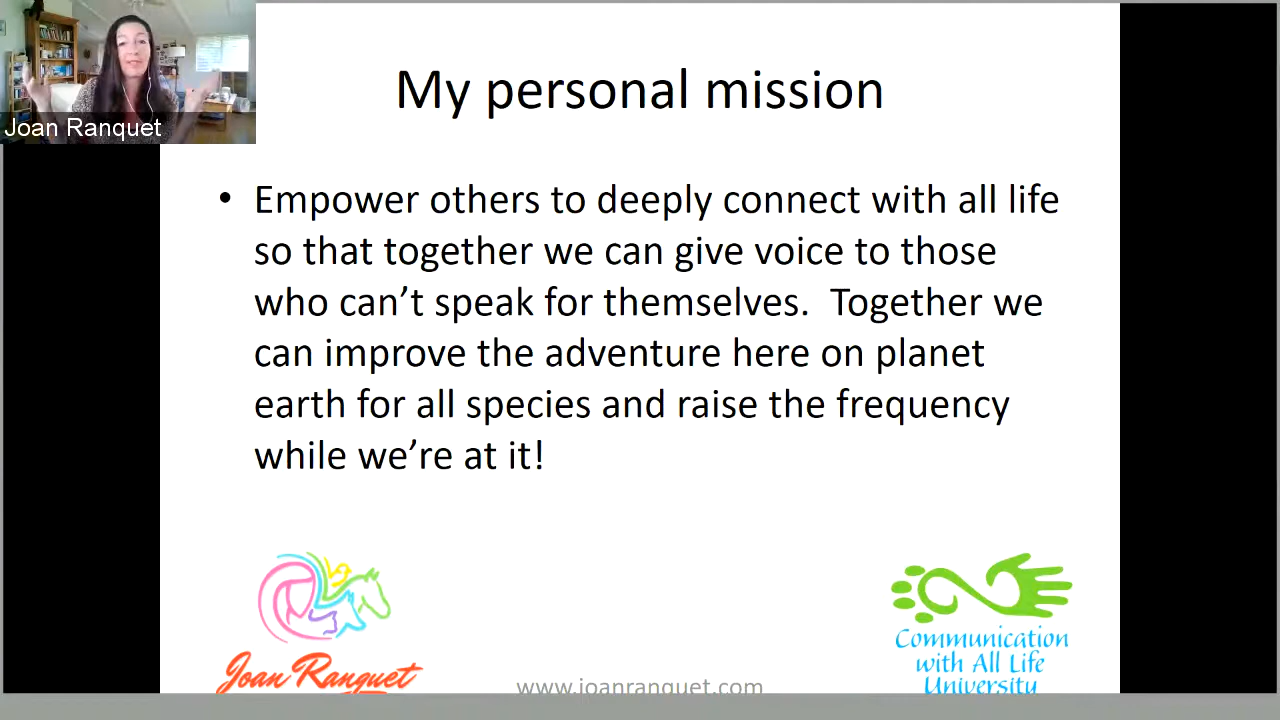 Joan Ranquet
My personal mission
• Empower others to deeply connect with all life
so that together we can give voice to those
who can’t speak for themselves.  Together we
can improve the adventure here on planet
earth for all species and raise the frequency
while we’re at it!
Joan Ranquet
www.joanranquet.com
Communication
with All Life
University